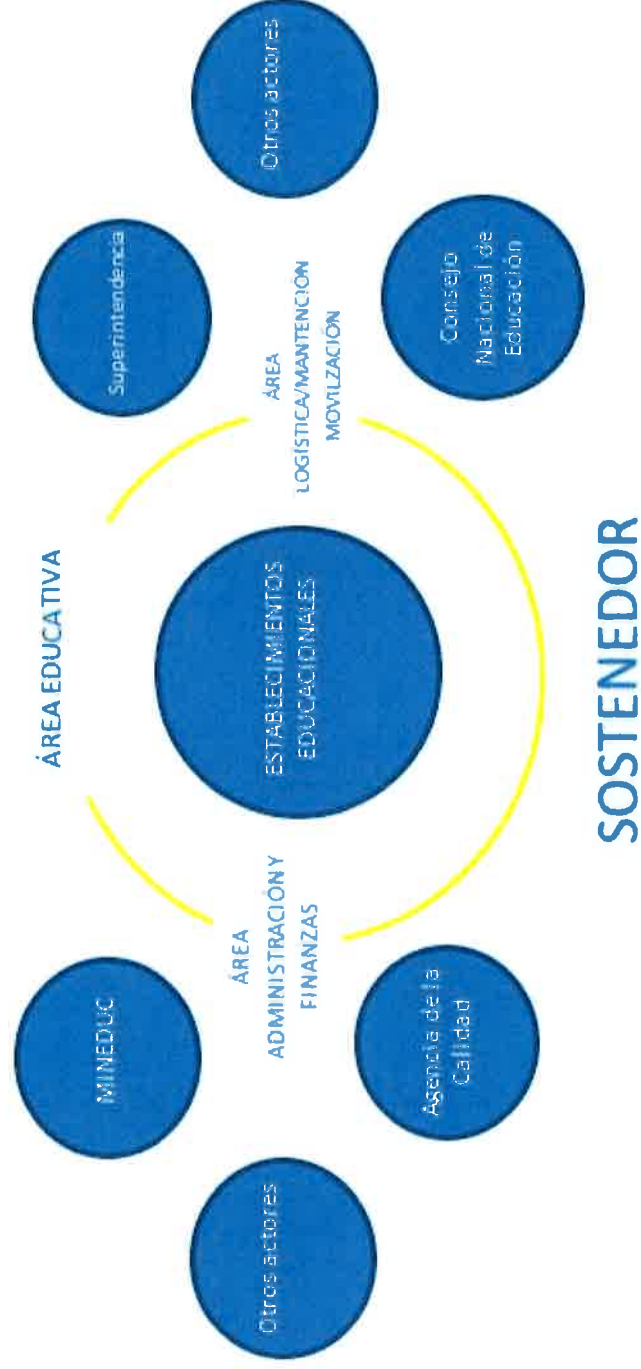 ÁREA EDUCATIVA
MINEDUC
Superintendencia
Otros actores
ÁREA
ADMINISTRACIÓN Y
FINANZAS
ESTABLECIMIENTOS
EDUCACIONALES
ÁREA
LOGÍSTICA/MANTENCIÓN
MOVILZACIÓN
Otros actores
Agencia de la
Calidad
Consejo
Nacional de
Educación
SOSTENEDOR